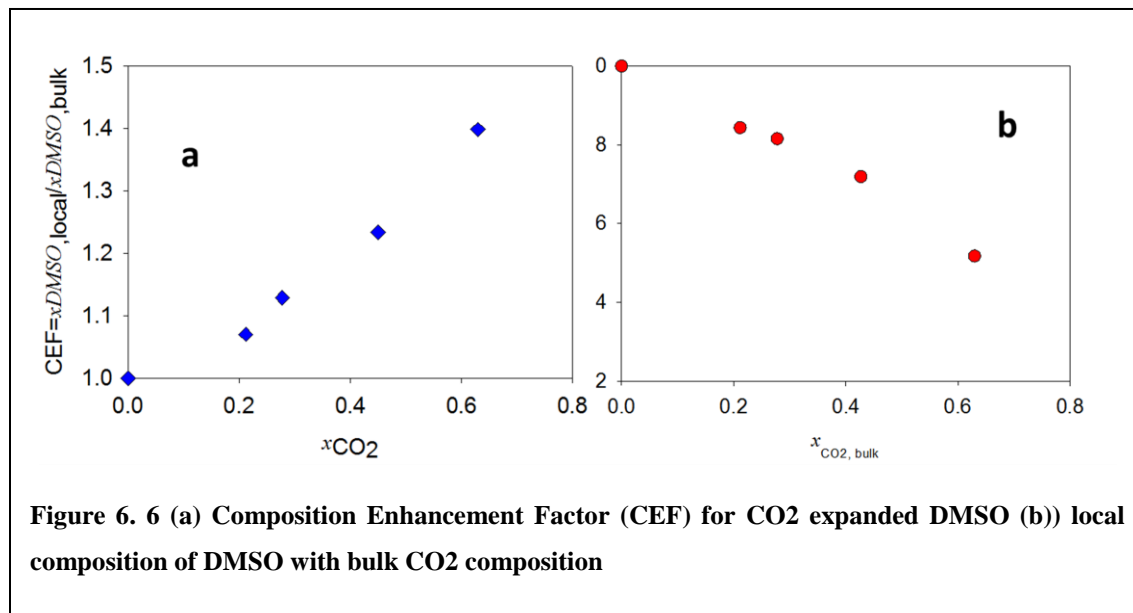 CEF=xDMSO,local/xDMSO,bulk
1.5
1.4
1.3
1.2
1.1
1.0
a
0.0 0.2 0.4 0.6 0.8
xCO2
0
8
6
4
2
b
0.0 0.2 0.4 0.6 0.8
xCO2, bulk
Figure 6. 6 (a) Composition Enhancement Factor (CEF) for CO2 expanded DMSO (b)) local
composition of DMSO with bulk CO2 composition